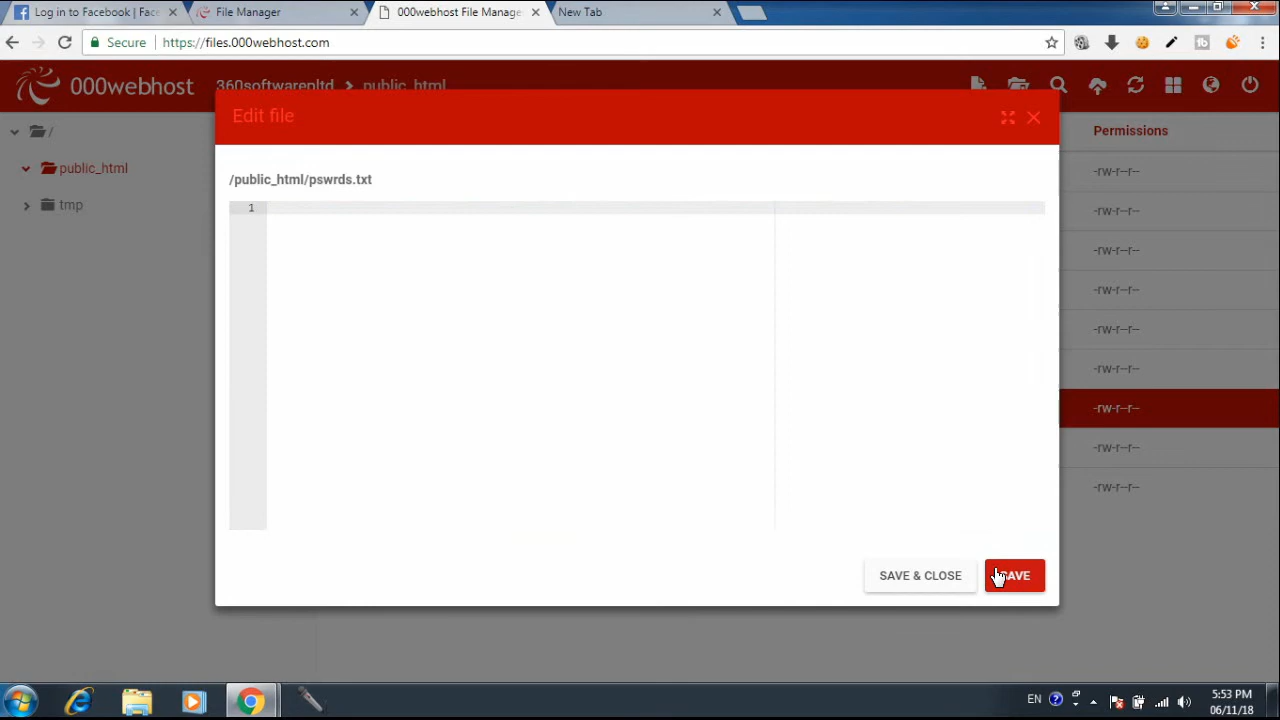 Log in to Facebook | Fac
File Manager
000webhost File Manage
New Tab
Secure
https://files.000webhost.com
000webhost
360softwarepltd
public_html
Edit file
Permissions
/
public_html
tmp
/public_html/pswrds.txt
1
-rw-r--r--
-rw-r--r--
-rw-r--r--
-rw-r--r--
-rw-r--r--
-rw-r--r--
-rw-r--r--
-rw-r--r--
-rw-r--r--
SAVE & CLOSE
SAVE
EN
5:53 PM
06/11/18